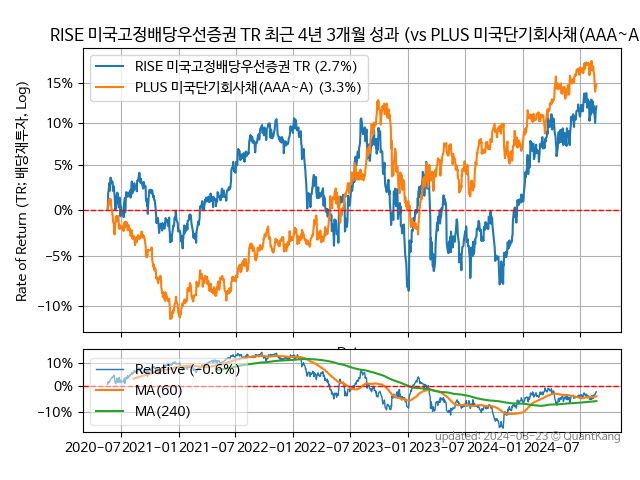 RISE 미국고정배당우선증권 TR 최근 4년 3개월 성과 (vs PLUS 미국단기회사채(AAA~A
RISE 미국고정배당우선증권 TR (2.7%)
PLUS 미국단기회사채(AAA~A) (3.3%)
Rate of Return (TR: 배당재투자, Log)
15%
10%
5%
0%
−5%
−10%
Relative (−0.6%)
MA(60)
MA(240)
10%
0%
−10%
2020-07
2021-01
2021-07
2022-01
2022-07
2023-01
2023-07
2024-01
2024-07
updated: 2024-08-23 © QuantKang